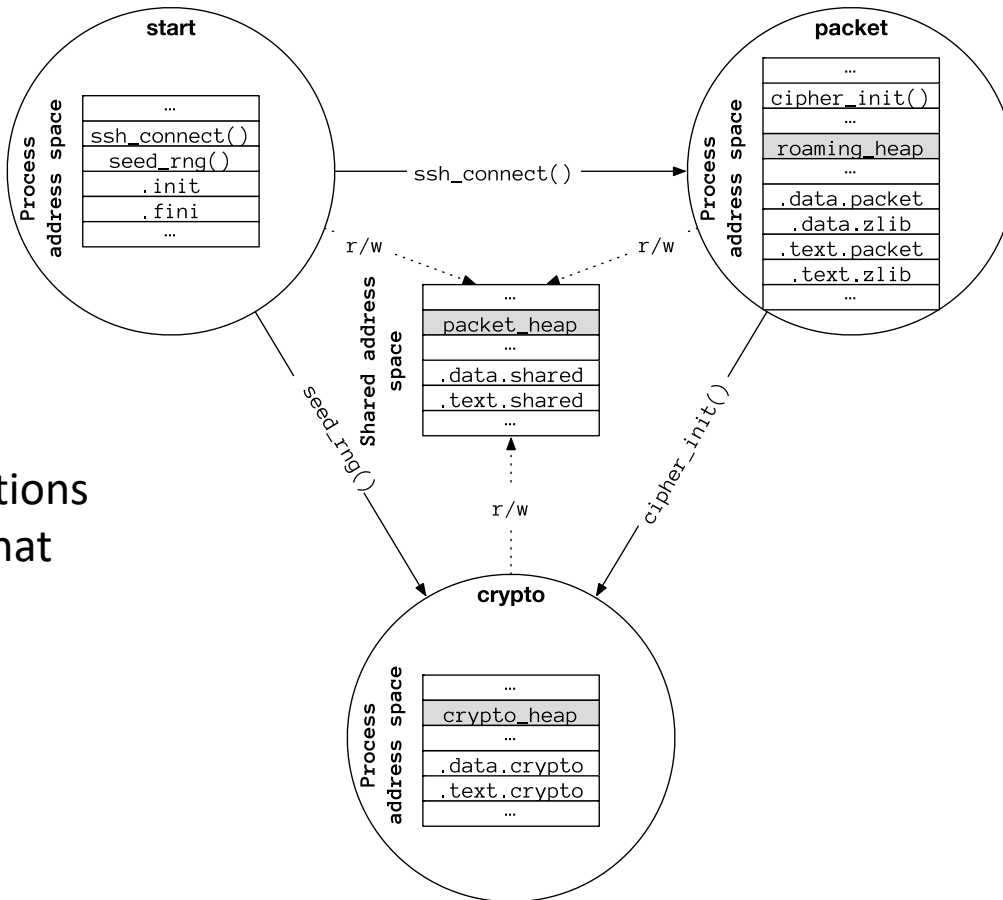 start
Process
address space
…
ssh_connect()
seed_rng()
.init
.fini
…
ssh_connect()
packet
Process
address space
…
cipher_init()
…
roaming_heap
…
.data.packet
.data.zlib
.text.packet
.text.zlib
…
r/w
r/w
Shared address
space
…
packet_heap
…
.data.shared
.text.shared
…
seed_rng()
cipher_init()
tions
nat
r/w
crypto
Process
address space
…
crypto_heap
…
.data.crypto
.text.crypto
…